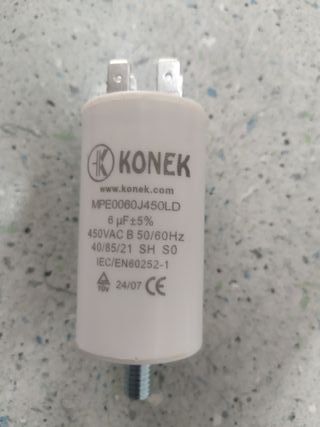 KONEK
www.konek.com
MPE0060J450LD
6 µF±5%
450VAC B 50/60Hz
40/85/21 SH S0
IEC/EN60252-1
TÜV 24/07 CE